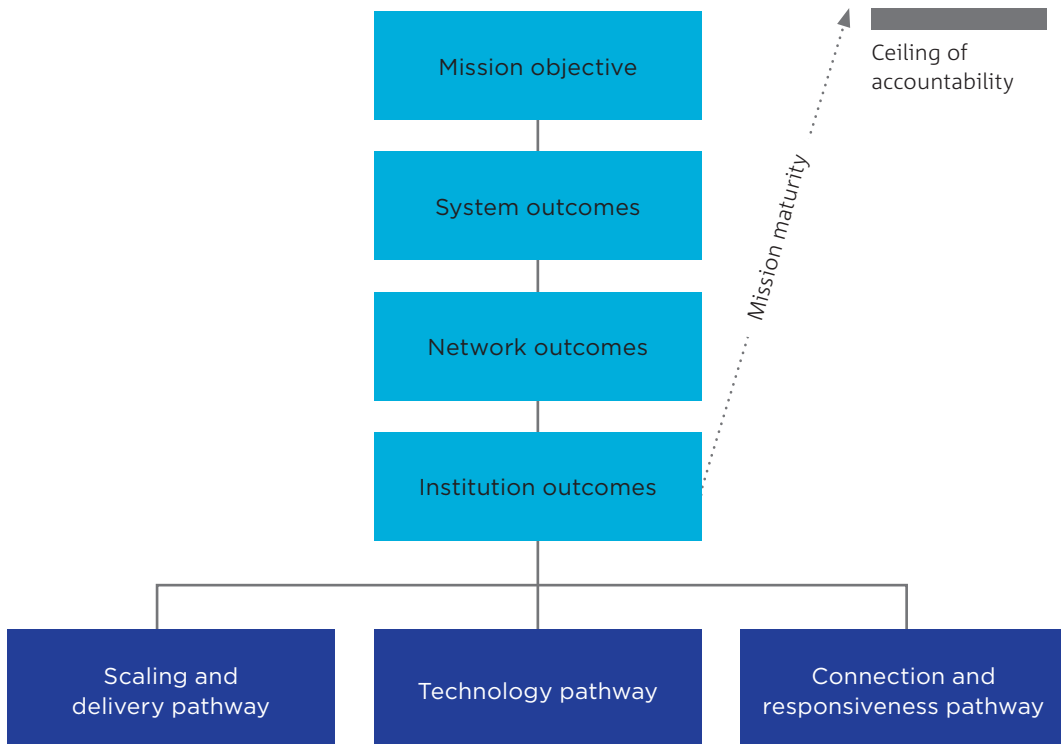 Mission objective
Ceiling of
accountability
System outcomes
Mission maturity
Network outcomes
Institution outcomes
Scaling and
delivery pathway
Technology pathway
Connection and
responsiveness pathway